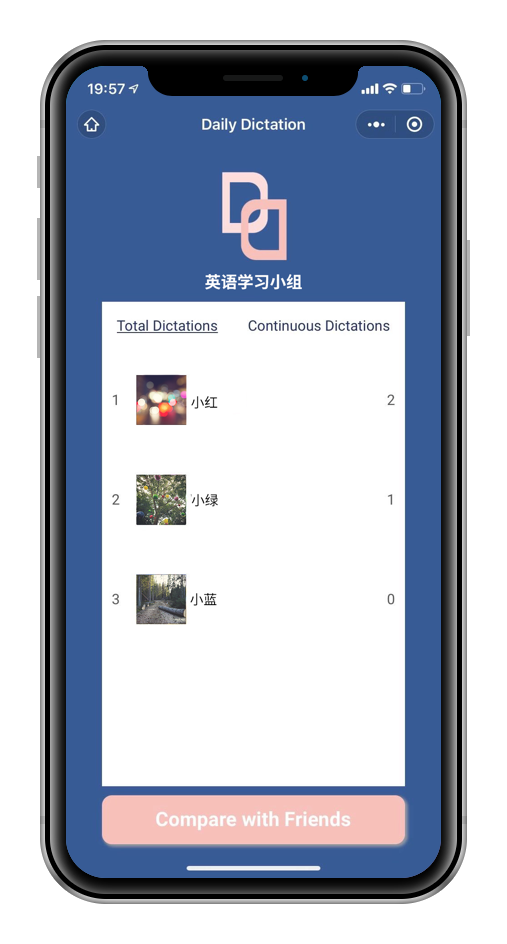 19:57
Daily Dictation
英语学习小组
Total Dictations Continuous Dictations
1 小红 2
2 小绿 1
3 小蓝 0
Compare with Friends